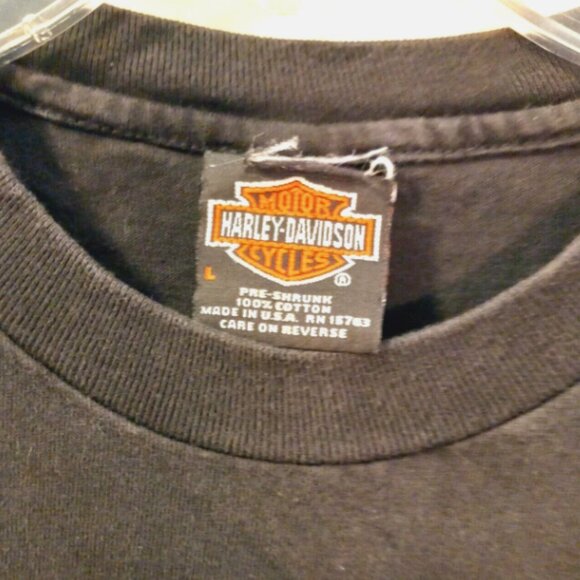 MOTOR
HARLEY-DAVIDSON
CYCLES
®
L
PRE-SHRUNK
100% COTTON
MADE IN U.S.A. RN 15763
CARE ON REVERSE